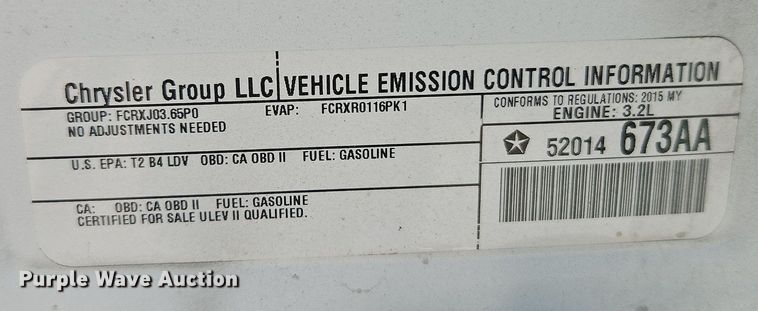 Chrysler Group LLC VEHICLE EMISSION CONTROL INFORMATION
GROUP: FCRXJ03.65P0 EVAP: FCRXR0116PK1
NO ADJUSTMENTS NEEDED
CONFORMS TO REGULATIONS: 2015 MY
ENGINE: 3.2L
52014 673AA
U.S. EPA: T2 B4 LDV OBD: CA OBD II FUEL: GASOLINE
CA: OBD: CA OBD II FUEL: GASOLINE
CERTIFIED FOR SALE ULEV II QUALIFIED.
Purple Wave Auction